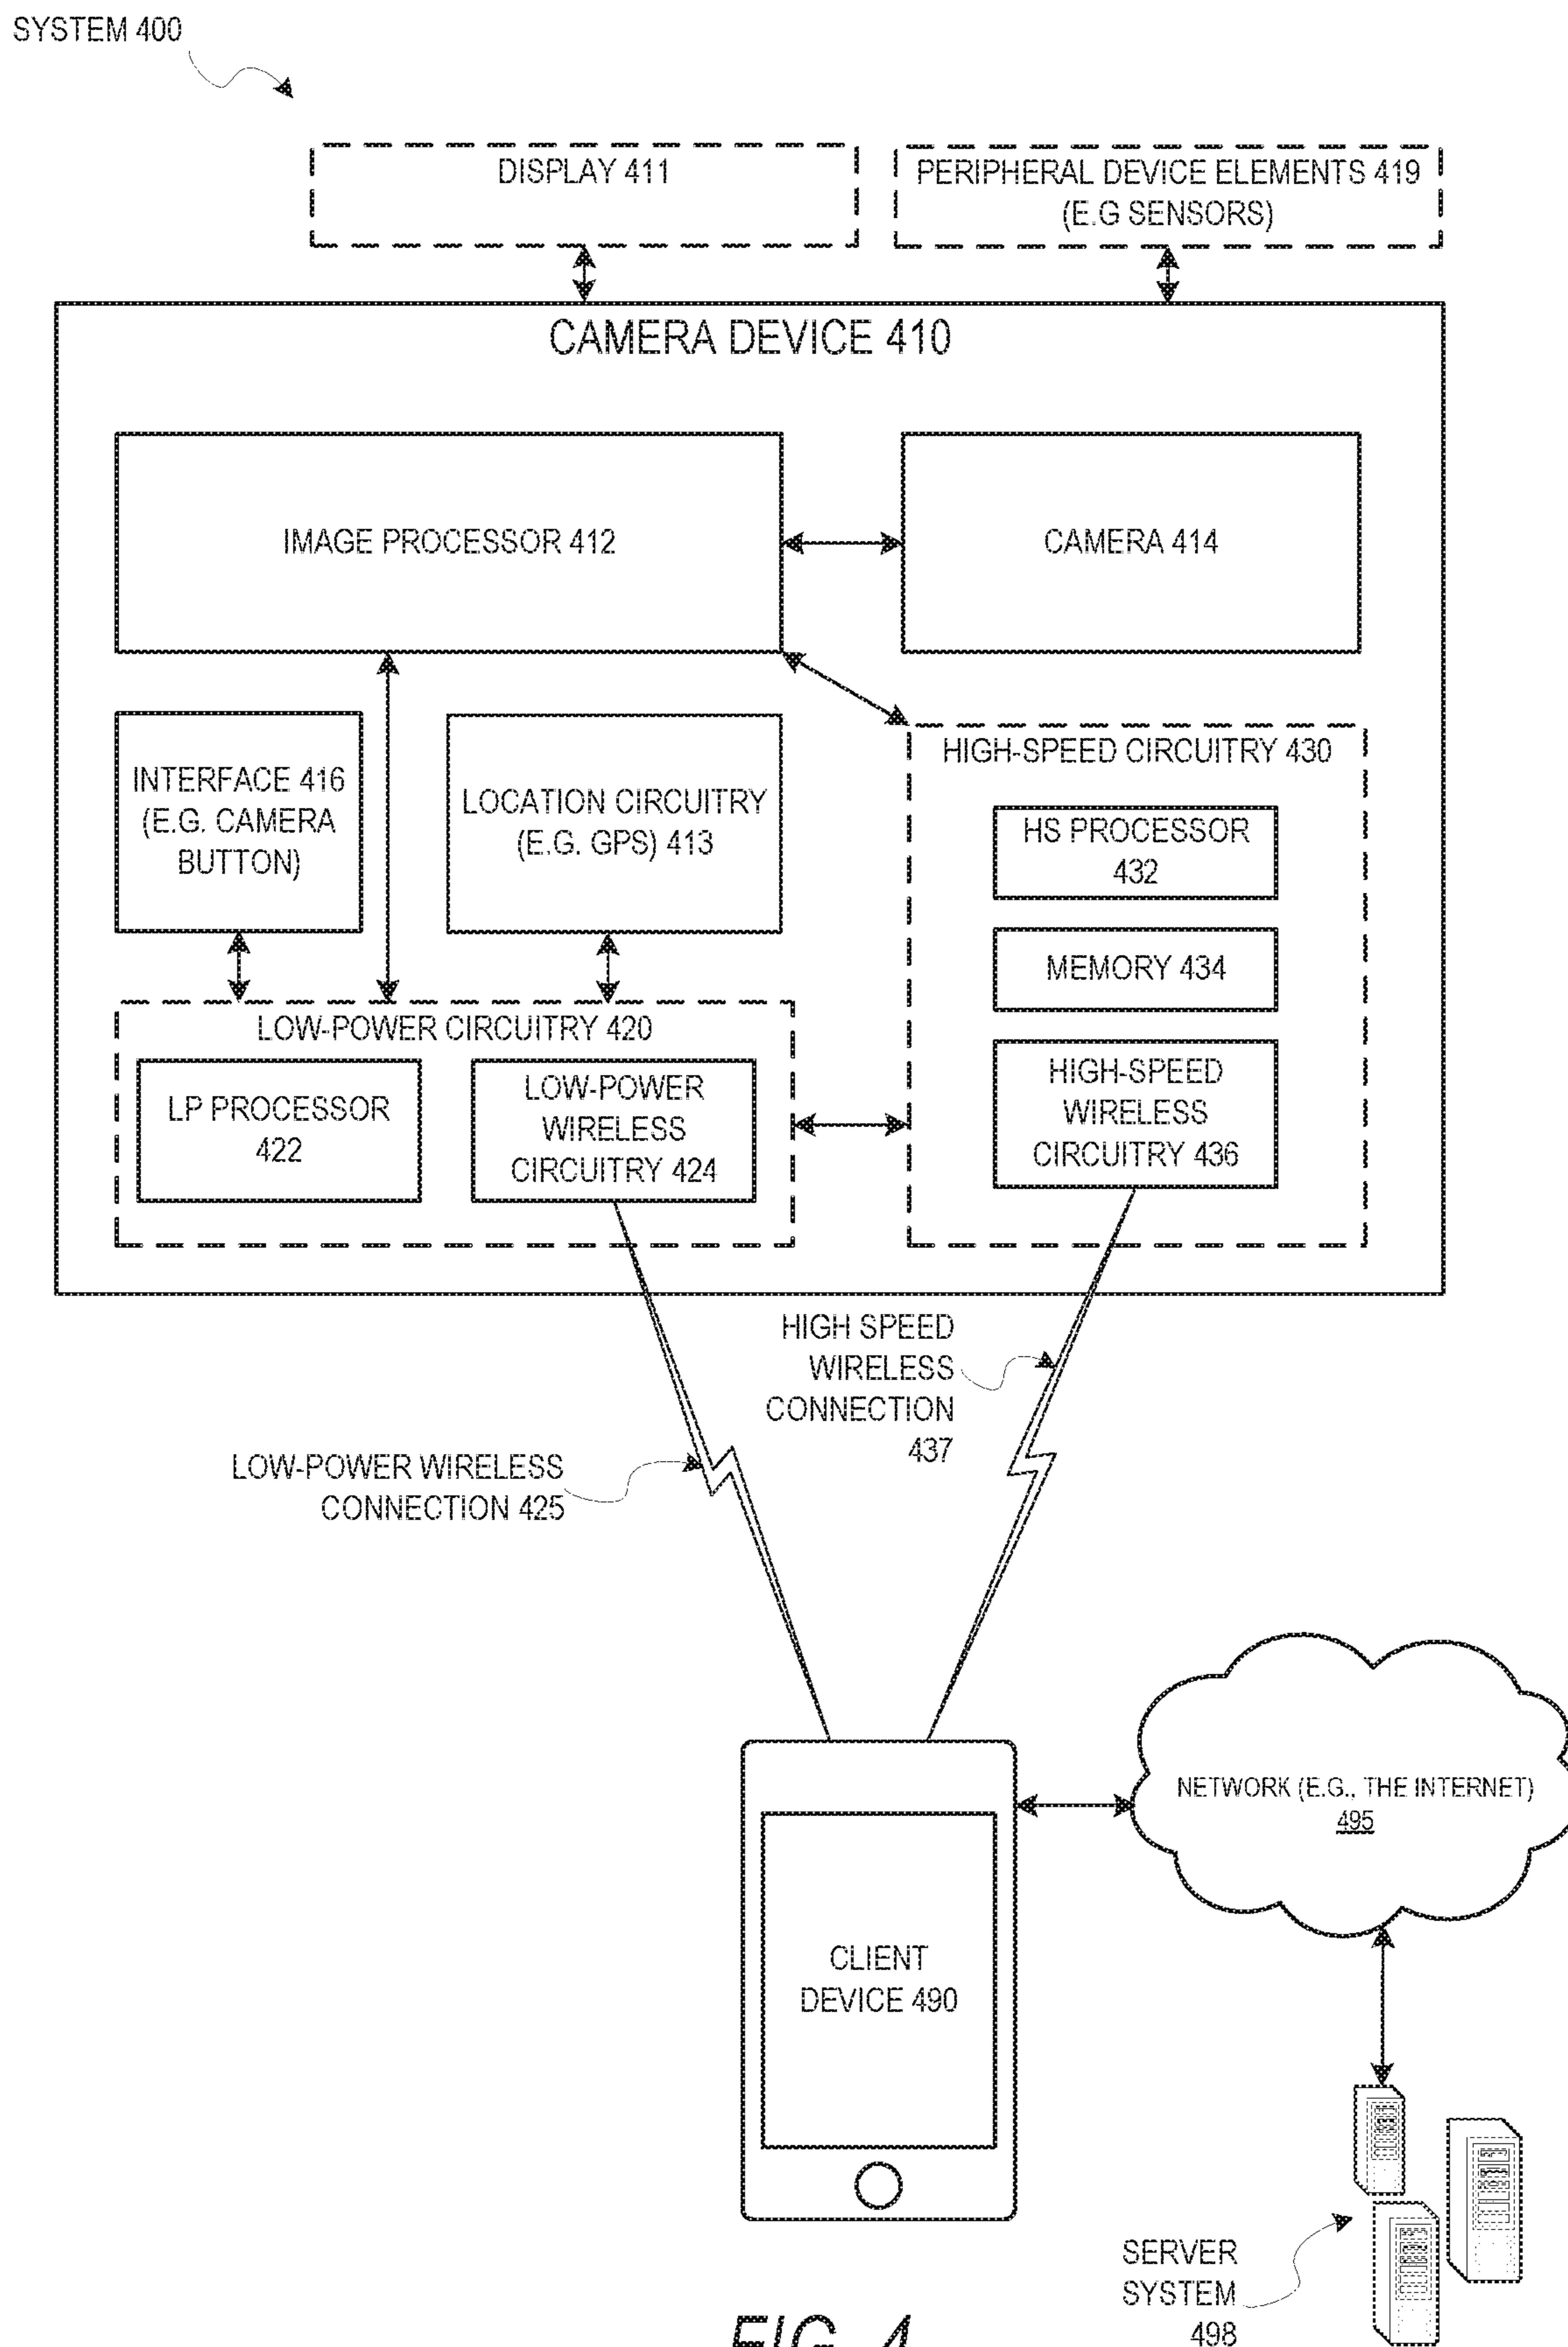 SYSTEM 400
DISPLAY 411
PERIPHERAL DEVICE ELEMENTS 419
(E.G SENSORS)
CAMERA DEVICE 410
IMAGE PROCESSOR 412
CAMERA 414
INTERFACE 416
(E.G. CAMERA
BUTTON)
LOCATION CIRCUITRY
(E.G. GPS) 413
HIGH-SPEED CIRCUITRY 430
HS PROCESSOR
432
MEMORY 434
HIGH-SPEED
WIRELESS
CIRCUITRY 436
LOW-POWER CIRCUITRY 420
LP PROCESSOR
422
LOW-POWER
WIRELESS
CIRCUITRY 424
HIGH SPEED
WIRELESS
CONNECTION
437
LOW-POWER WIRELESS
CONNECTION 425
NETWORK (E.G., THE INTERNET)
495
CLIENT
DEVICE 490
SERVER
SYSTEM
498
FIG. 4